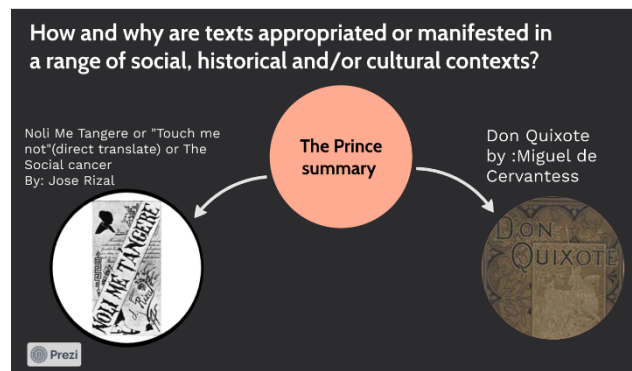 How and why are texts appropriated or manifested in
a range of social, historical and/or cultural contexts?
Noli Me Tangere or "Touch me
not"(direct translate) or The
Social cancer
By: Jose Rizal
The Prince
summary
Don Quixote
by :Miguel de
Cervantess
NOLI ME TANGERE
J. Rizal
DON
QUIXOTE
Prezi